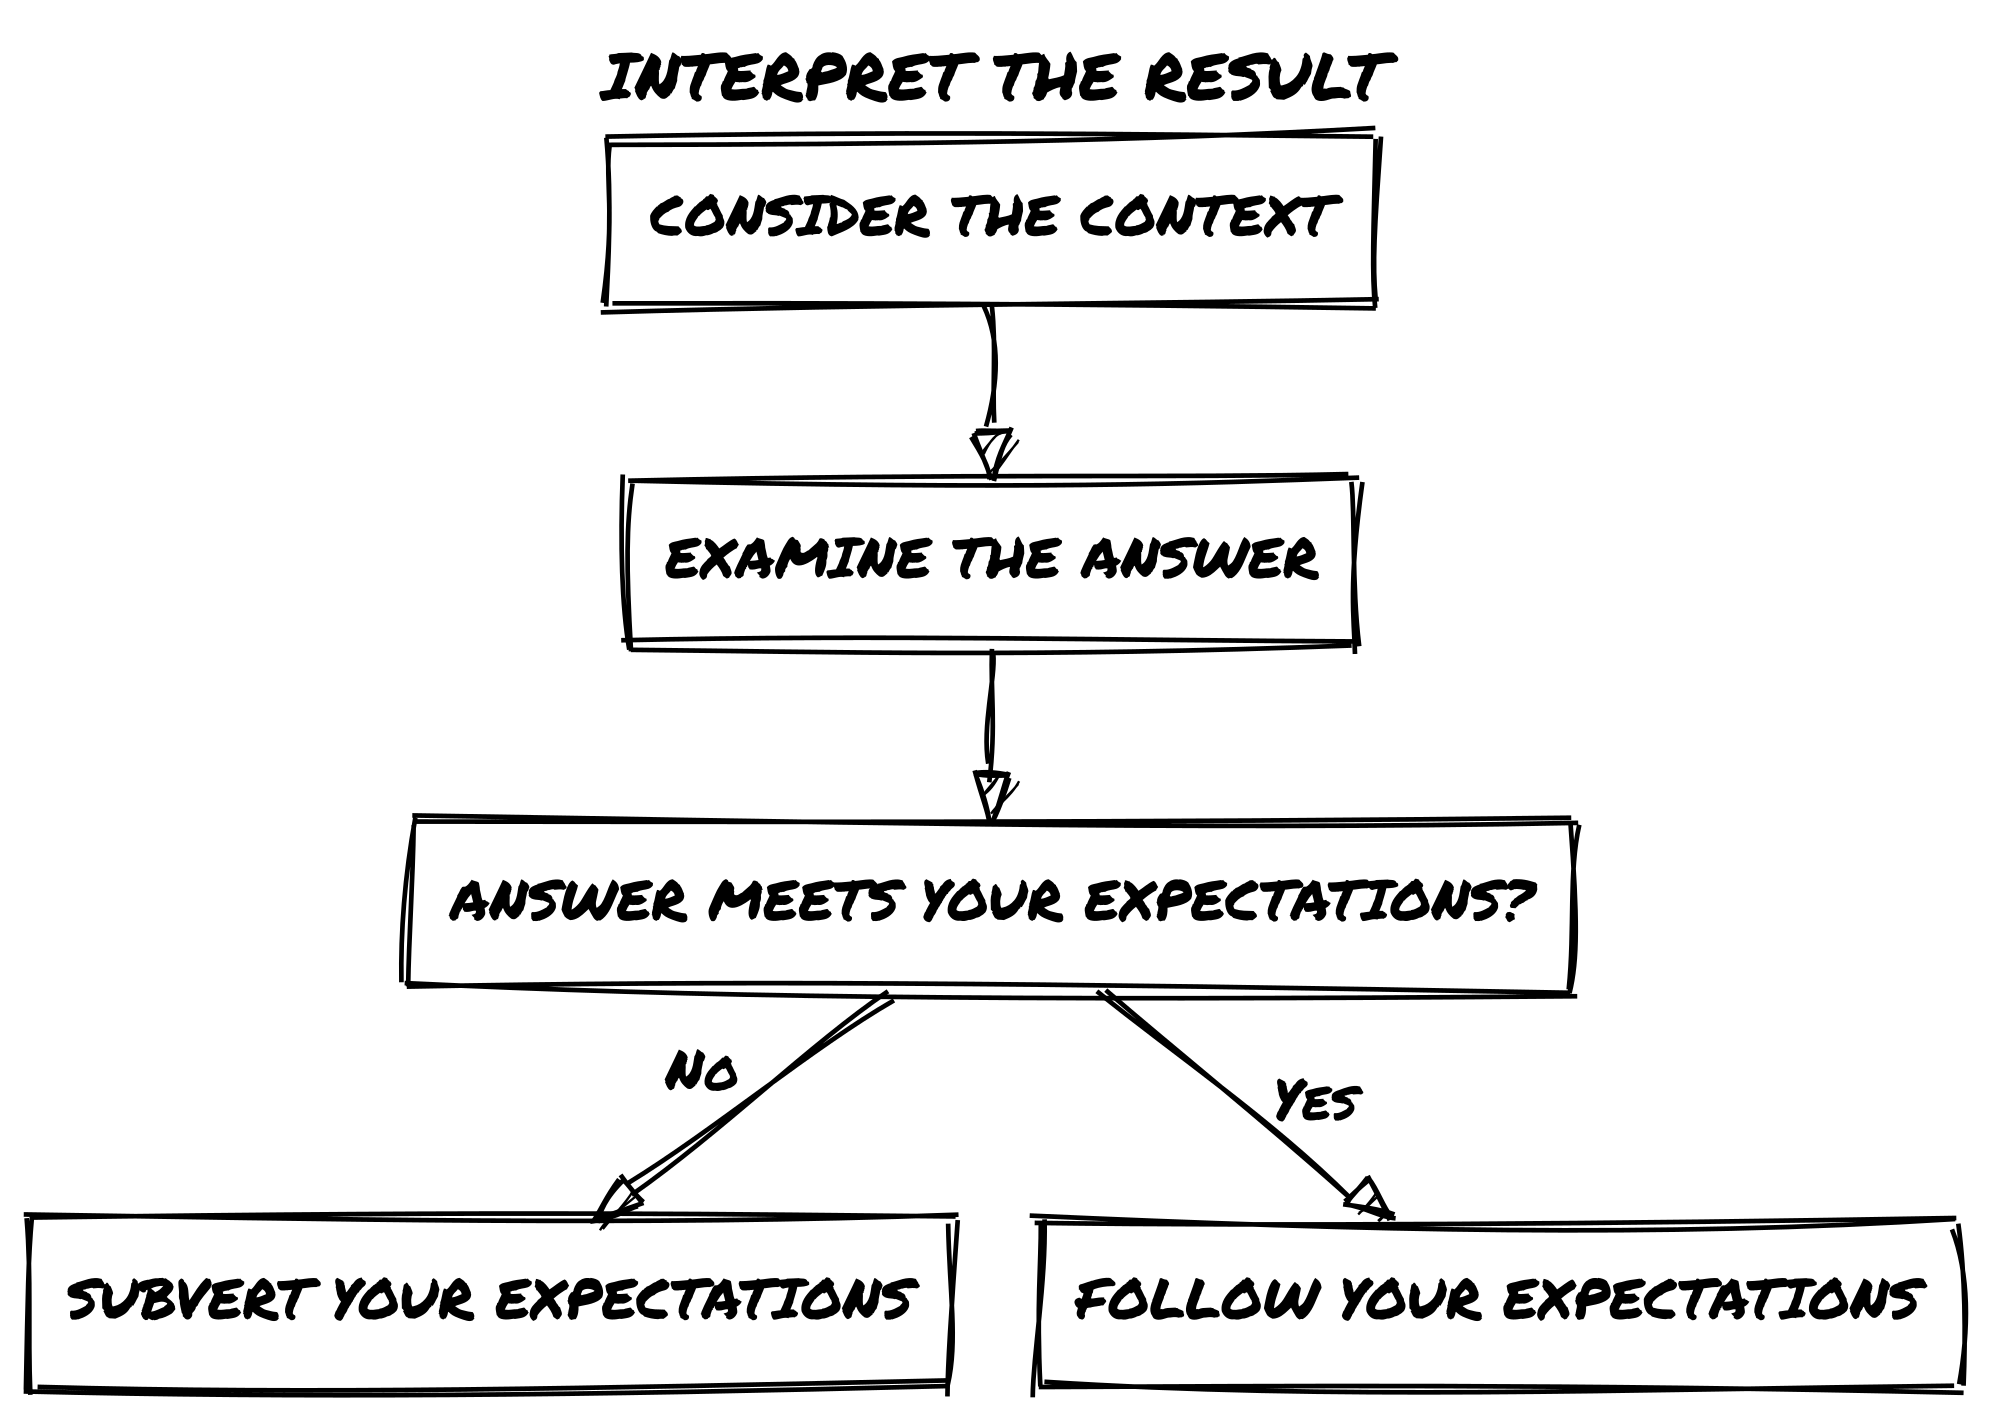 INTERPRET THE RESULT
CONSIDER THE CONTEXT
EXAMINE THE ANSWER
ANSWER MEETS YOUR EXPECTATIONS?
No
Yes
SUBVERT YOUR EXPECTATIONS
FOLLOW YOUR EXPECTATIONS